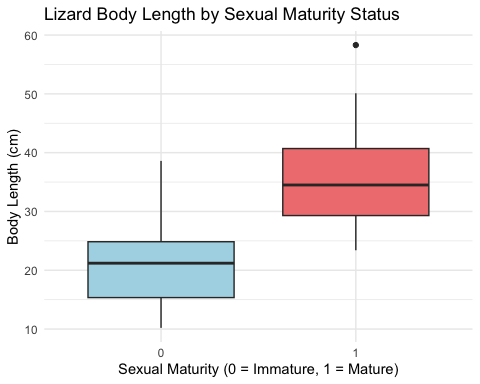 Lizard Body Length by Sexual Maturity Status
60
50
40
30
20
10
Body Length (cm)
0
1
Sexual Maturity (0 = Immature, 1 = Mature)